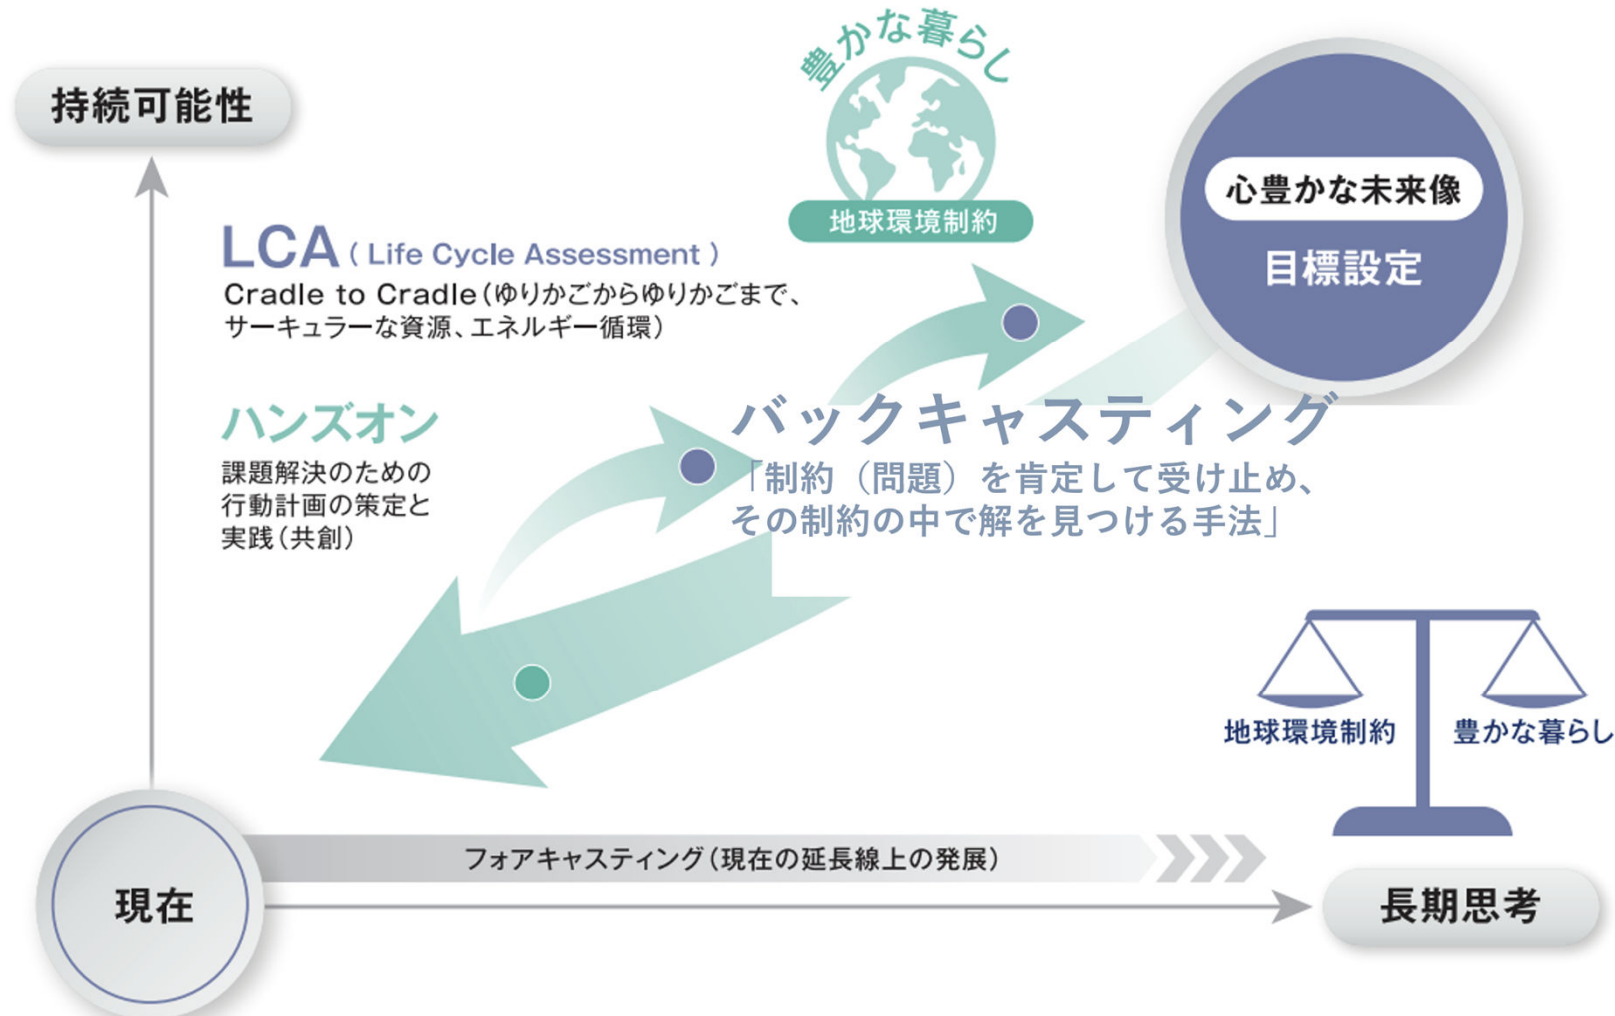 豊かな暮らし
地球環境制約
持続可能性
心豊かな未来像
目標設定
LCA ( Life Cycle Assessment )
Cradle to Cradle(ゆりかごからゆりかごまで、
サーキュラーな資源、エネルギー循環)
ハンズオン
課題解決のための
行動計画の策定と
実践(共創)
バックキャスティング
「制約（問題）を肯定して受け止め、
その制約の中で解を見つける手法」
地球環境制約
豊かな暮らし
フォアキャスティング(現在の延長線上の発展)
現在
長期思考